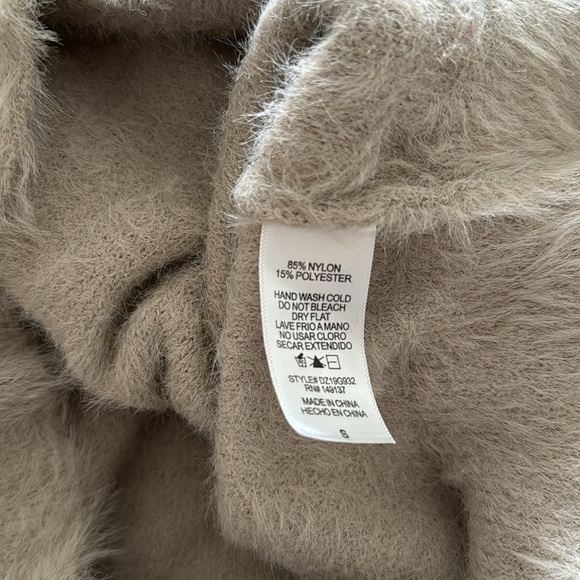 85% NYLON
15% POLYESTER
HAND WASH COLD
DO NOT BLEACH
DRY FLAT
LAVE FRIO A MANO
NO USAR CLORO
SECAR EXTENDIDO
STYLE# DZ19G932
RN# 149137
MADE IN CHINA
HECHO EN CHINA
S